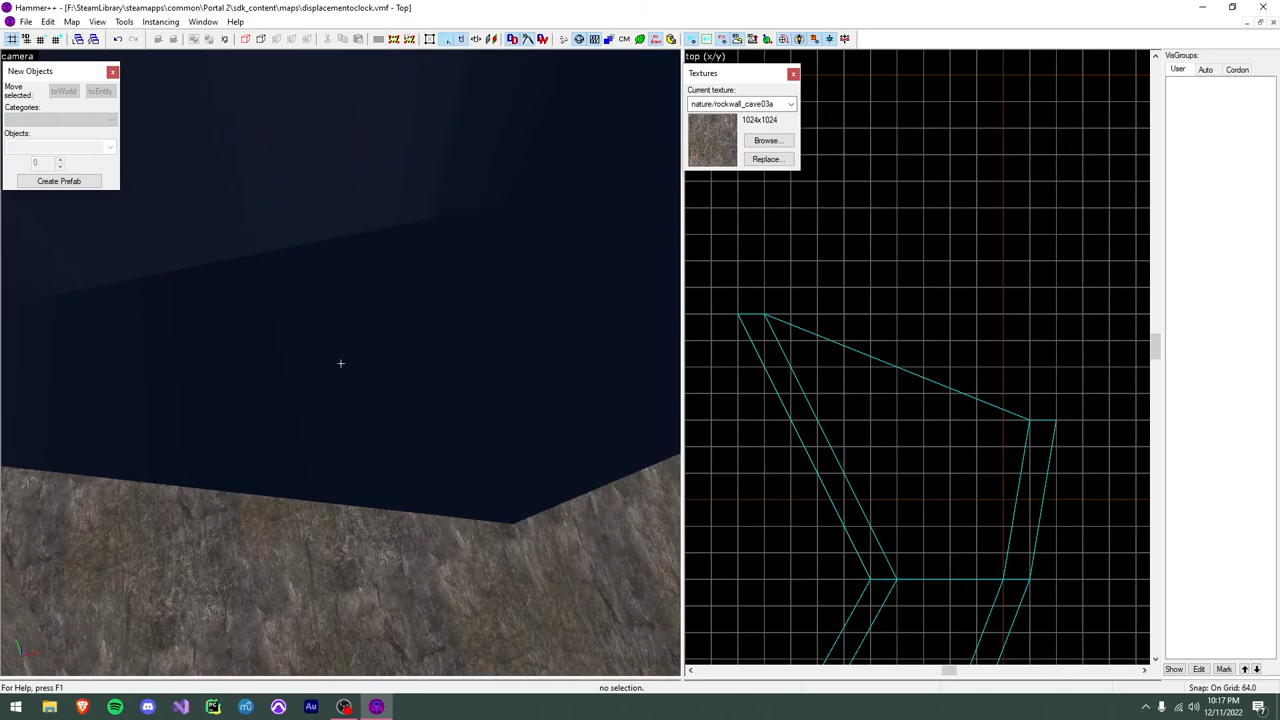 Hammer++ - [F:\SteamLibrary\steamapps\common\Portal 2\sdk_content\maps\displacementoclock.vmf - Top]
File Edit Map View Tools Instancing Window Help
camera
New Objects
Move selected: toWorld toEntity
Categories:
Objects:
0
Create Prefab
top (x/y)
Textures
Current texture:
nature/rockwall_cave03a
1024x1024
Browse...
Replace...
VisGroups:
User Auto Cordon
Show Edit Mark
For Help, press F1
no selection.
Snap: On Grid: 64.0
10:17 PM
12/11/2022